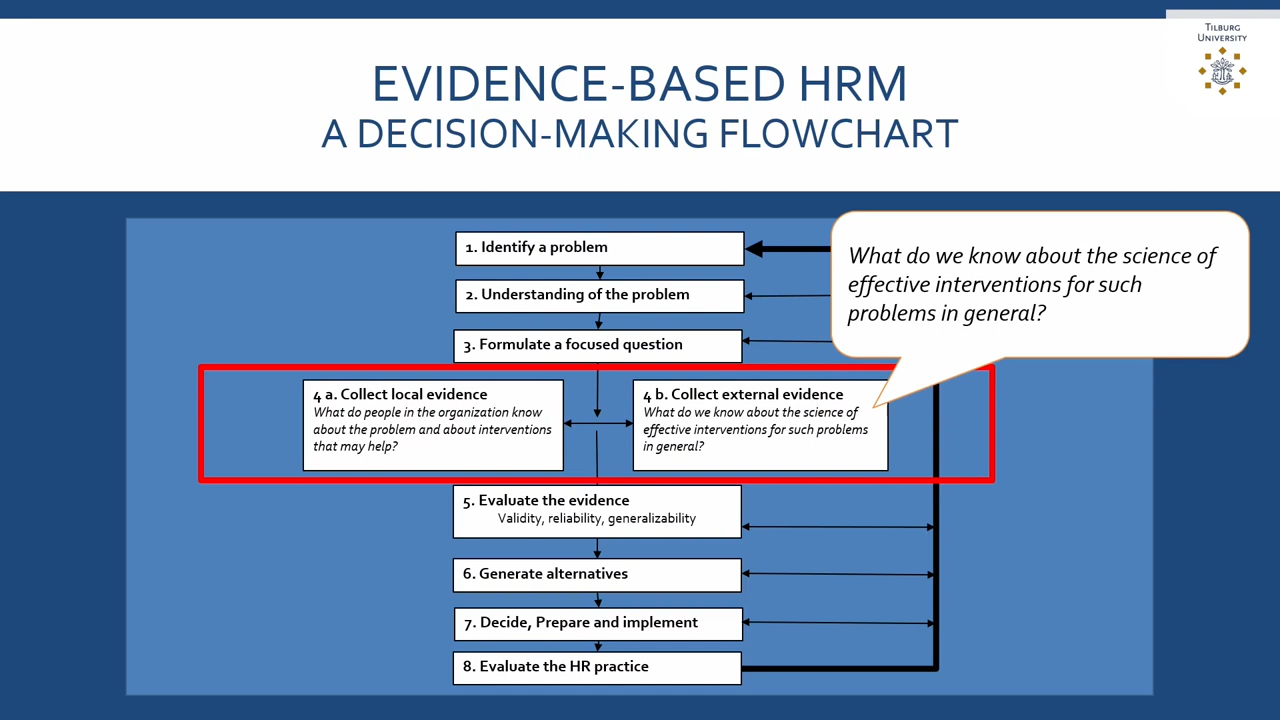 TILBURG
UNIVERSITY
EVIDENCE-BASED HRM
A DECISION-MAKING FLOWCHART
1. Identify a problem
2. Understanding of the problem
3. Formulate a focused question
What do we know about the science of
effective interventions for such
problems in general?
4 a. Collect local evidence
What do people in the organization know
about the problem and about interventions
that may help?
4 b. Collect external evidence
What do we know about the science of
effective interventions for such problems
in general?
5. Evaluate the evidence
Validity, reliability, generalizability
6. Generate alternatives
7. Decide, Prepare and implement
8. Evaluate the HR practice